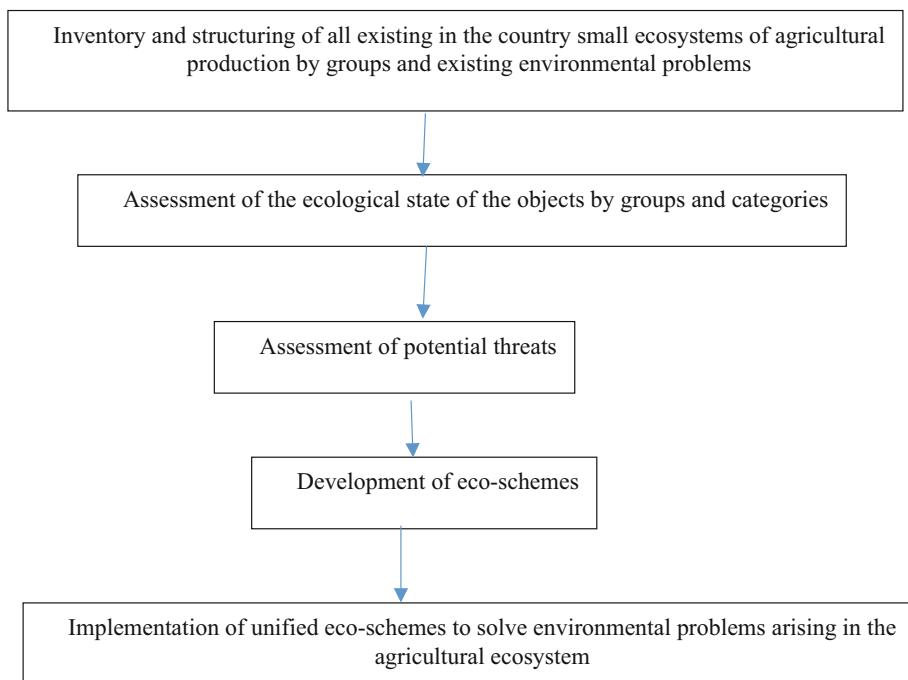 Inventory and structuring of all existing in the country small ecosystems of agricultural
production by groups and existing environmental problems
Assessment of the ecological state of the objects by groups and categories
Assessment of potential threats
Development of eco-schemes
Implementation of unified eco-schemes to solve environmental problems arising in the
agricultural ecosystem